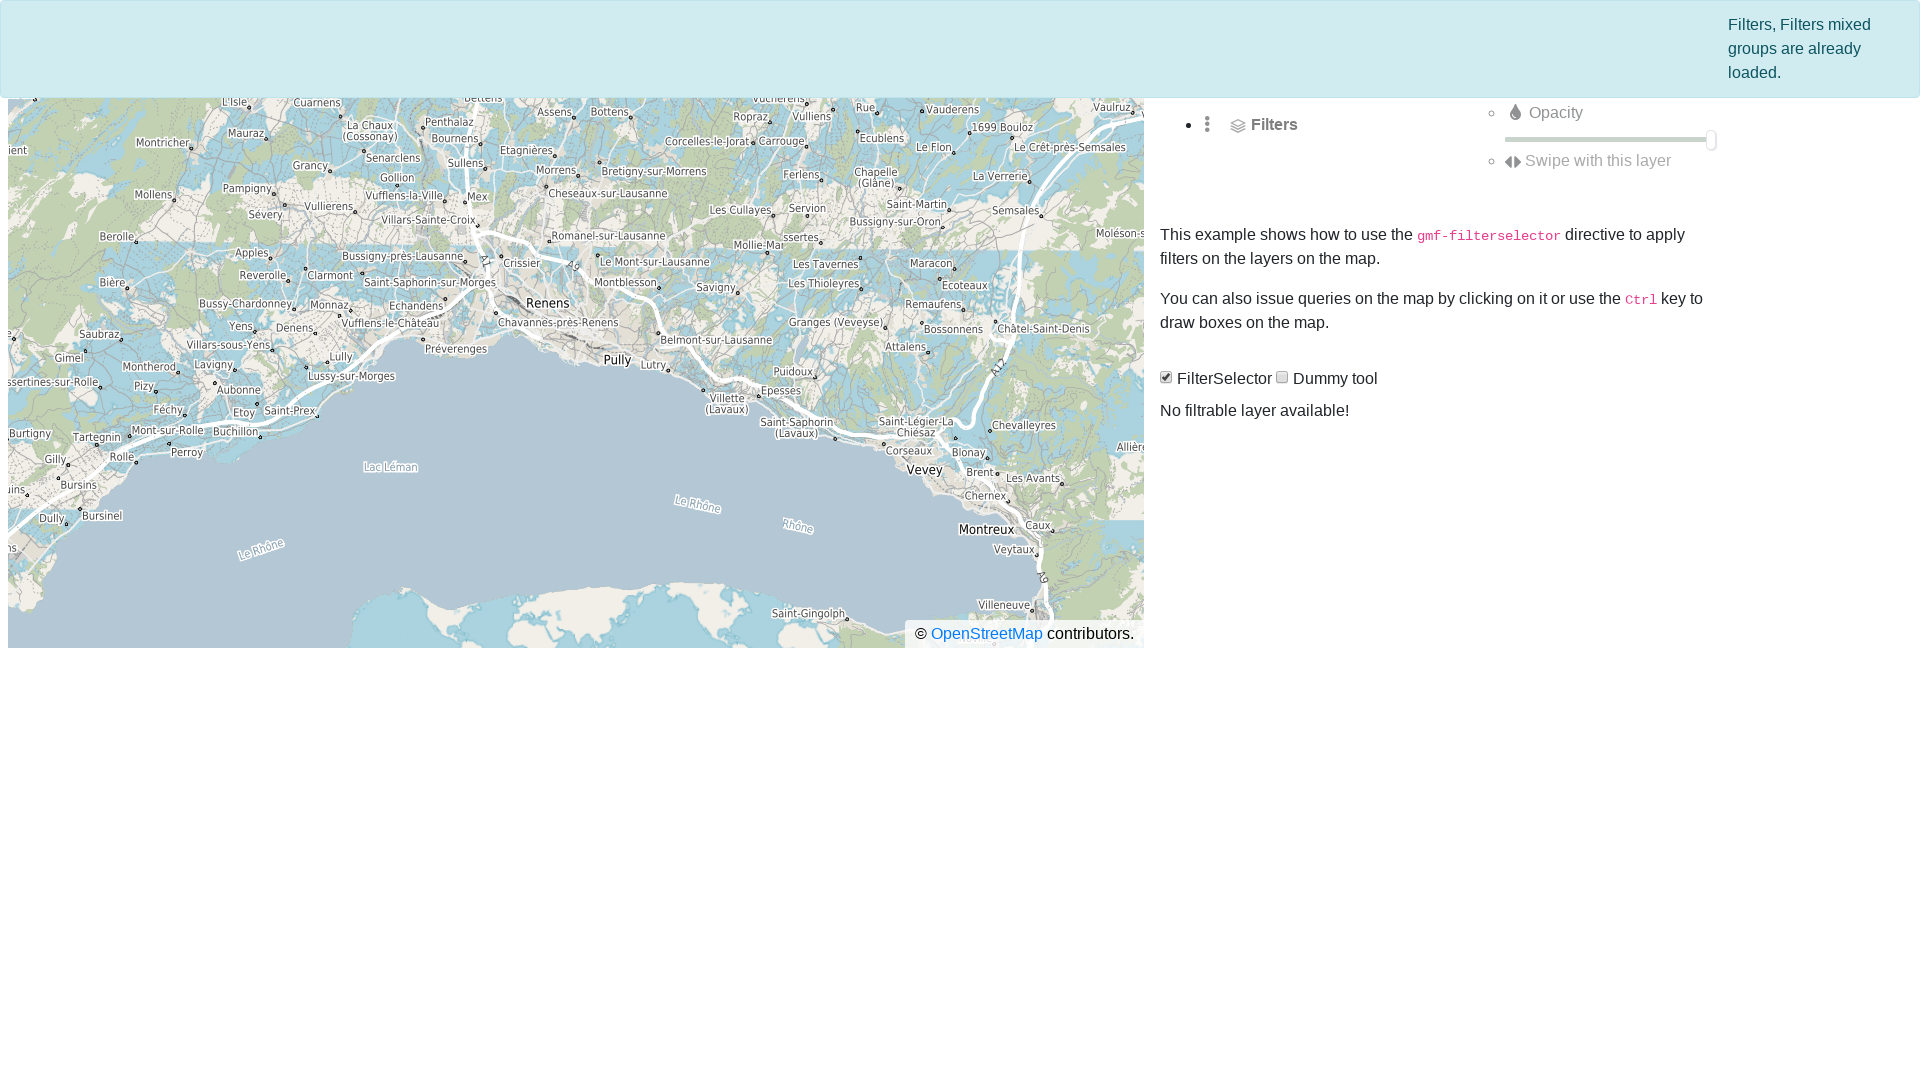 Filters, Filters mixed
groups are already
loaded.
Filters
Opacity
Swipe with this layer
This example shows how to use the gmf-filterselector directive to apply
filters on the layers on the map.
You can also issue queries on the map by clicking on it or use the Ctrl key to
draw boxes on the map.
FilterSelector Dummy tool
No filtrable layer available!
L'Isle
Cuarnens
La Chaux
(Cossonay)
Penthalaz
Assens
Bottens
Ropraz
Vulliens
Rue
Vauderens
Vaulruz
Mauraz
Montricher
Senarclens
Bournens
Etagnières
Corcelles-le-Jorat
Carrouge
Ecublens
1699 Bouloz
Le Flon
Le Crêt-près-Semsales
Grancy
Gollion
Sullens
Morrens
Bretigny-sur-Morrens
Ferlens
Chapelle
(Glâne)
La Verrerie
Mollens
Pampigny
Vufflens-la-Ville
Mex
Cheseaux-sur-Lausanne
Sévery
Vullierens
Villars-Sainte-Croix
Les Cullayes
Servion
Saint-Martin
Semsales
Bussigny-sur-Oron
Berolle
Romanel-sur-Lausanne
Apples
Bussigny-près-Lausanne
A1
Crissier
A9
Le Mont-sur-Lausanne
Les Tavernes
Maracon
Reverolle
Clarmont
Saint-Saphorin-sur-Morges
Montblesson
Savigny
Les Thioleyres
Ecoteaux
Bière
Bussy-Chardonney
Monnaz
Echandens
Renens
Remaufens
Yens
Denens
Vufflens-le-Château
Chavannes-près-Renens
Granges (Veveyse)
Bossonnens
Châtel-Saint-Denis
Saubraz
Villars-sous-Yens
Préverenges
Belmont-sur-Lausanne
Attalens
Gimel
Lully
Pully
Lutry
A12
Montherod
Lavigny
Lussy-sur-Morges
Puidoux
Pizy
Aubonne
Epesses
Villette
(Lavaux)
Féchy
Etoy
Saint-Prex
Saint-Saphorin
(Lavaux)
Saint-Légier-La
Chiésaz
Chevalleyres
Burtigny
Tartegnin
Mont-sur-Rolle
Buchillon
Perroy
Corseaux
Blonay
Gilly
Rolle
Lac Léman
Vevey
Brent
Les Avants
Bursins
Chernex
Dully
Bursinel
Le Rhône
Rhône
Montreux
Caux
Le Rhône
Veytaux
A9
Villeneuve
Saint-Gingolph
© OpenStreetMap contributors.